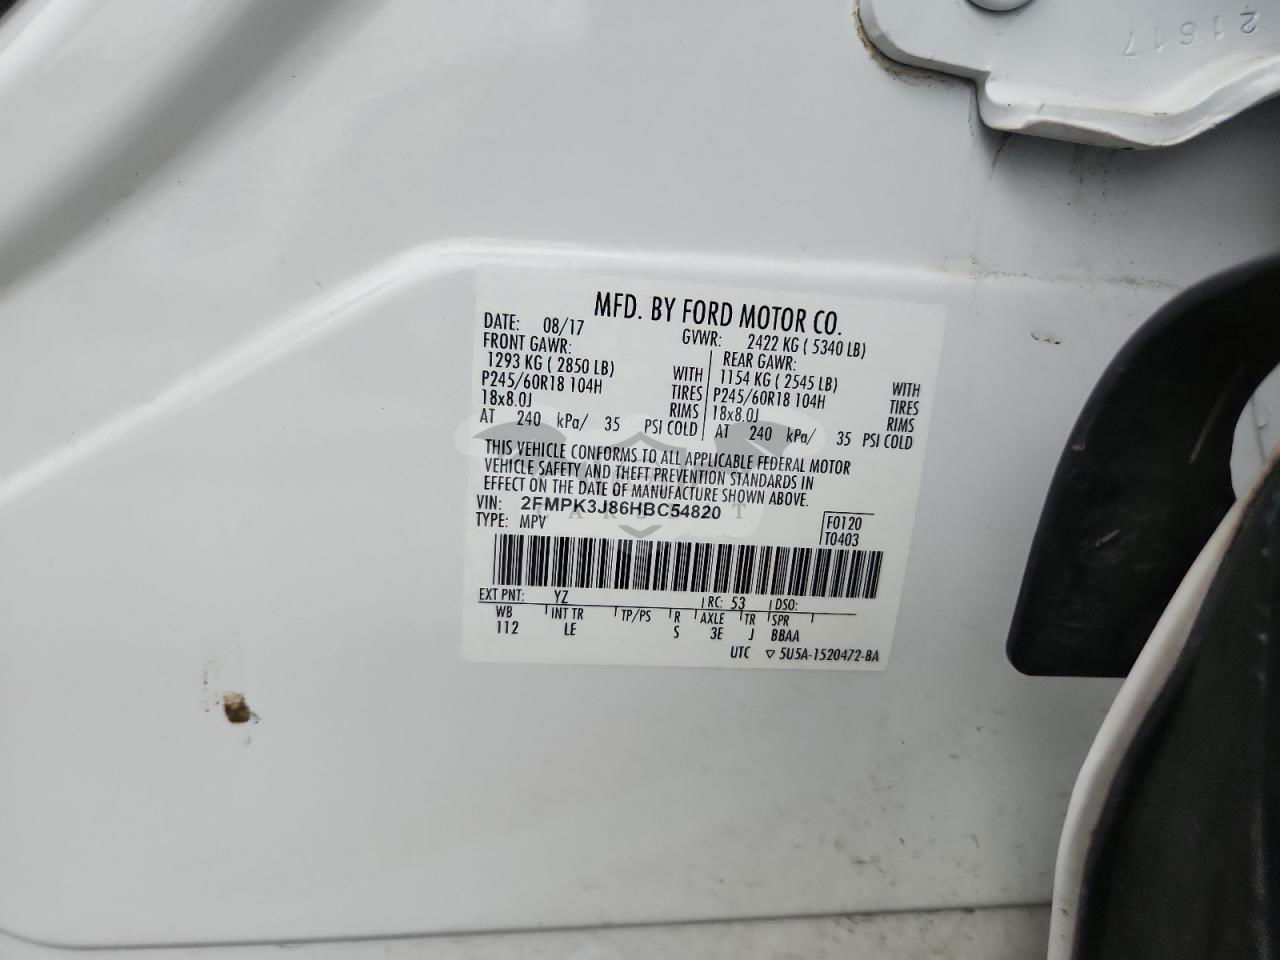 21617
MFD. BY FORD MOTOR CO.
DATE: 08/17 GVWR: 2422 KG ( 5340 LB)
FRONT GAWR: REAR GAWR:
1293 KG ( 2850 LB) WITH 1154 KG ( 2545 LB) WITH
P245/60R18 104H TIRES P245/60R18 104H TIRES
18x8.0J RIMS 18x8.0J RIMS
AT 240 kPa/ 35 PSI COLD AT 240 kPa/ 35 PSI COLD
THIS VEHICLE CONFORMS TO ALL APPLICABLE FEDERAL MOTOR
VEHICLE SAFETY AND THEFT PREVENTION STANDARDS IN
EFFECT ON THE DATE OF MANUFACTURE SHOWN ABOVE.
VIN: 2FMPK3J86HBC54820
TYPE: MPV
F0120
T0403
EXT PNT: YZ RC: 53 DSO:
WB INT TR TP/PS R AXLE TR SPR
112 LE S 3E J BBAA
UTC ▽ 5U5A-1520472-BA